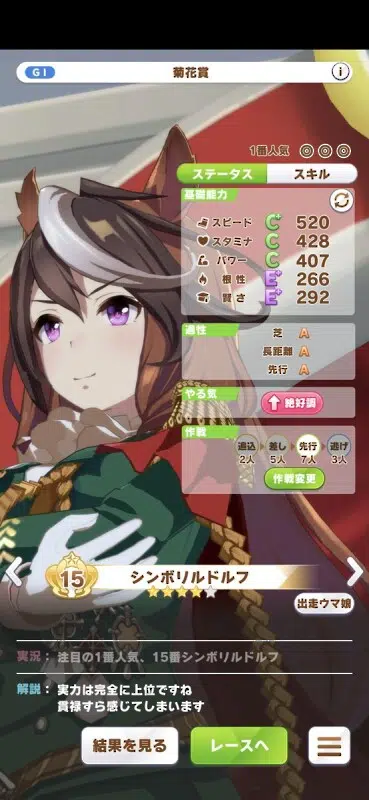 GI
菊花賞
i
1番人気 ◎ ◎ ◎
ステータス
スキル
基礎能力
スピード C+ 520
スタミナ C 428
パワー C 407
根性 E+ 266
賢さ E+ 292
適性
芝 A
長距離 A
先行 A
やる気
絶好調
作戦
追込 差し 先行 逃げ
2人 5人 7人 3人
作戦変更
15
シンボリルドルフ
出走ウマ娘
実況： 注目の1番人気、15番シンボリルドルフ
解説： 実力は完全に上位ですね
貫禄すら感じてしまいます
結果を見る
レースへ